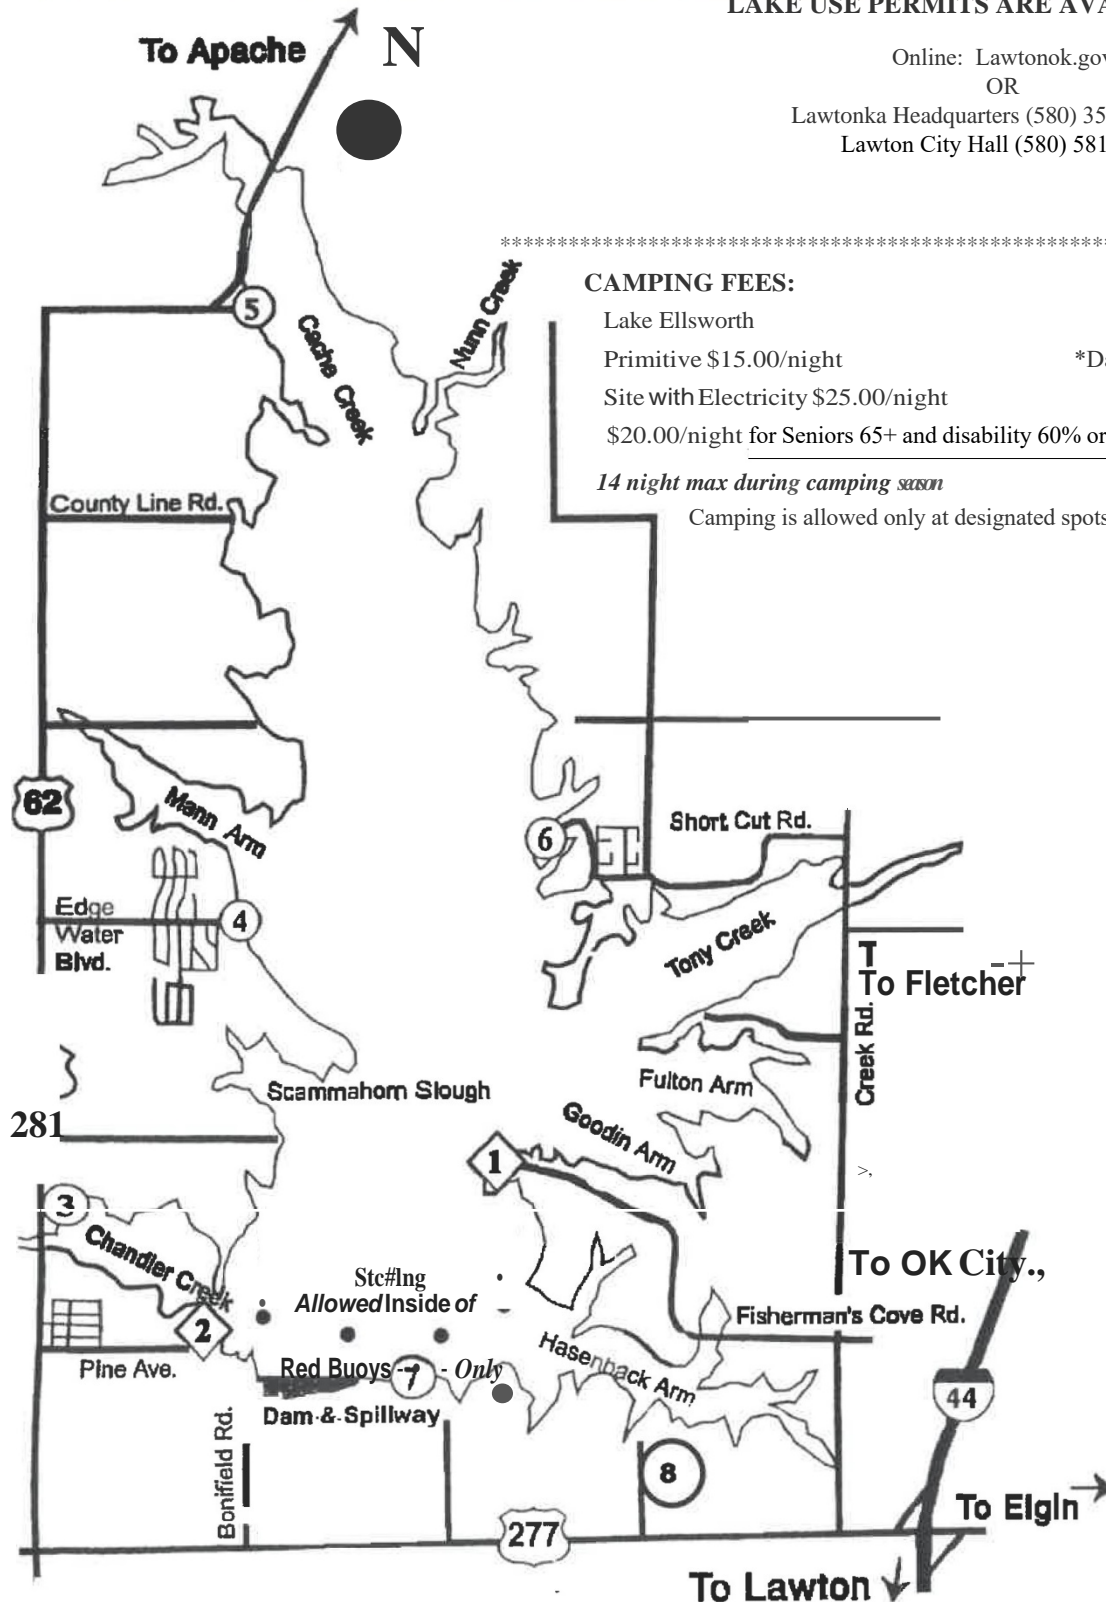 LAKE USE PERMITS ARE AVA
To Apache
N
Online: Lawtonok.gov
OR
Lawtonka Headquarters (580) 35
Lawton City Hall (580) 581
*****************************************************
CAMPING FEES:
Lake Ellsworth
Primitive $15.00/night *Da
Site with Electricity $25.00/night
$20.00/night for Seniors 65+ and disability 60% or
14 night max during camping season
Camping is allowed only at designated spots
5
Cache Creek
Nunn Creek
County Line Rd.
62
Mann Arm
6
Short Cut Rd.
Edge
Water
Blvd.
4
Tony Creek
T
To Fletcher
Creek Rd.
Scammahorn Slough
Fulton Arm
281
Goodin Arm
1
>,
3
Chandler Creek
To OK City.,
Stc#lng
Allowed Inside of
Fisherman's Cove Rd.
2
Hasenback Arm
Pine Ave.
Red Buoys - 7 - Only
44
Dam & Spillway
Bonifield Rd.
8
To Elgin
277
To Lawton